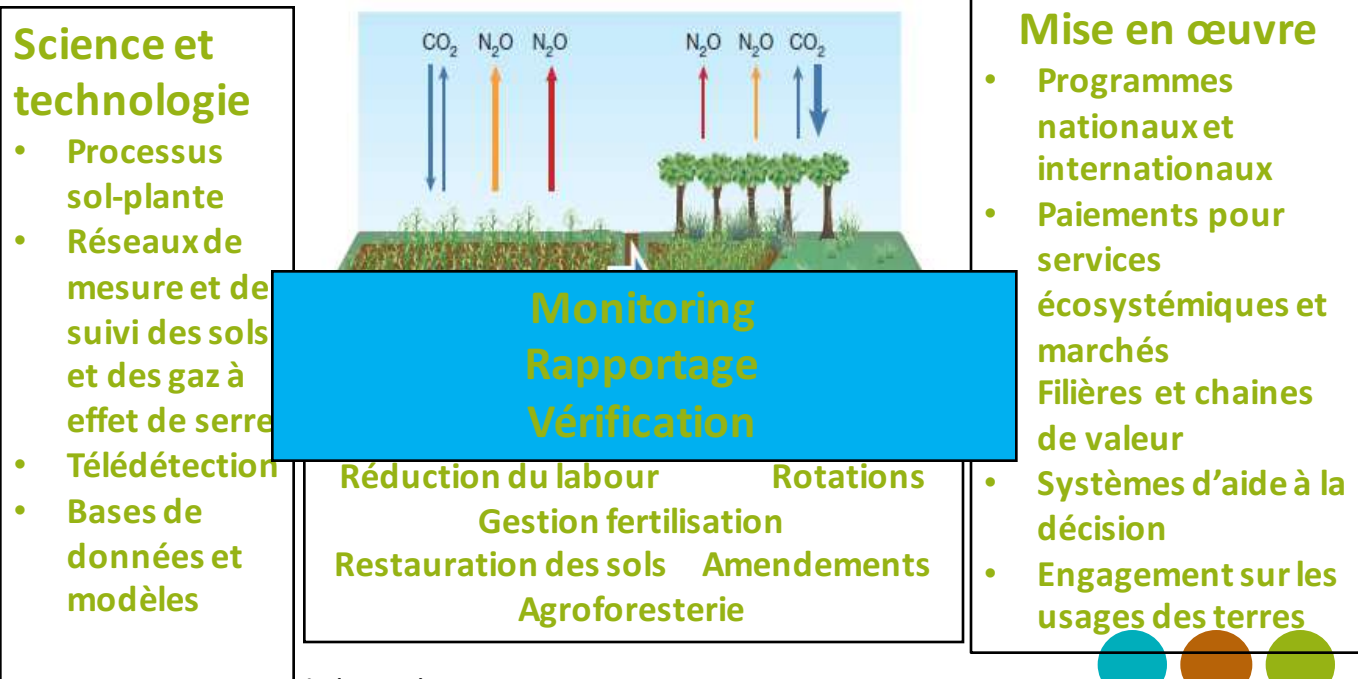 Science et
technologie
• Processus
sol-plante
• Réseaux de
mesure et de
suivi des sols
et des gaz à
effet de serre
• Télédétection
• Bases de
données et
modèles
CO₂ N₂O N₂O
N₂O N₂O CO₂
Monitoring
Rapportage
Vérification
Réduction du labour Rotations
Gestion fertilisation
Restauration des sols Amendements
Agroforesterie
Mise en œuvre
• Programmes
nationaux et
internationaux
• Paiements pour
services
écosystémiques et
marchés
Filières et chaines
de valeur
• Systèmes d’aide à la
décision
• Engagement sur les
usages des terres